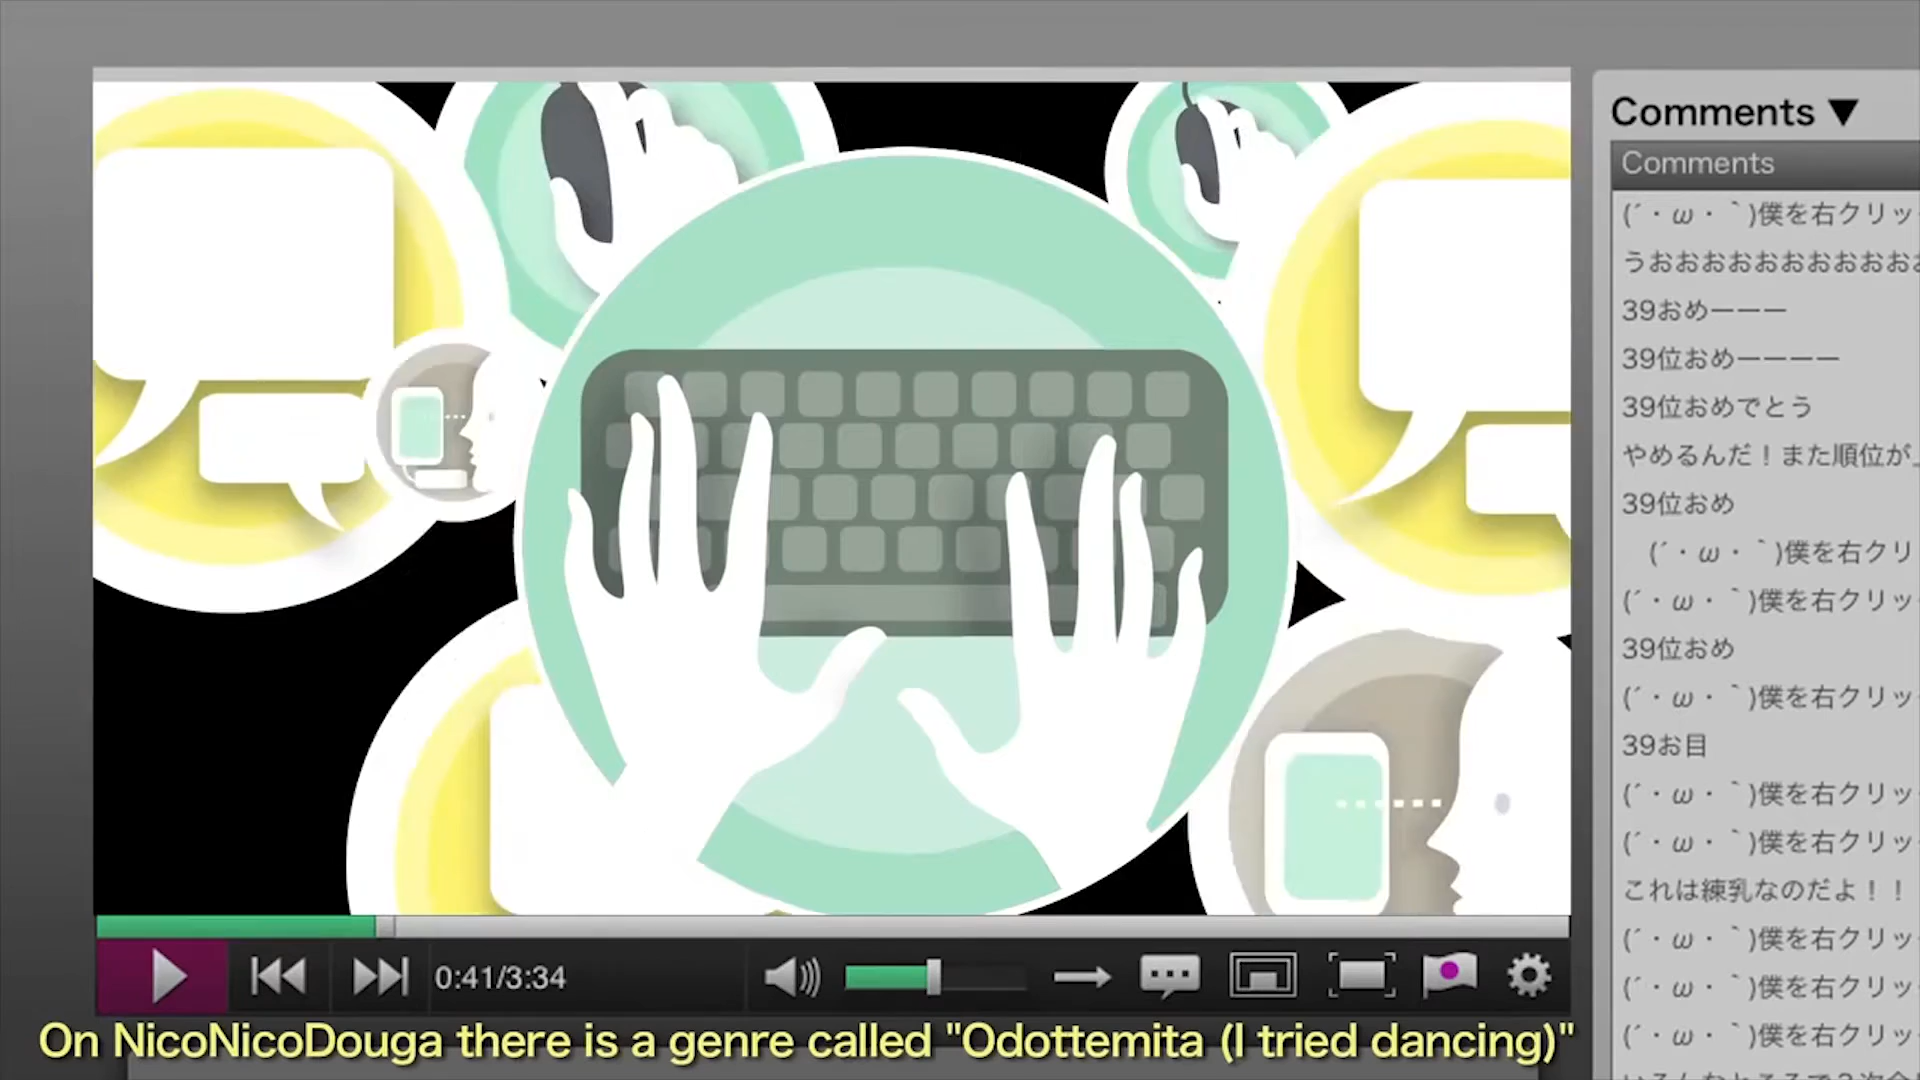 Comments ▼
Comments
(´・ω・`)僕を右クリッ
うおおおおおおおおおおお
39おめーーー
39位おめーーーー
39位おめでとう
やめるんだ！また順位が
39位おめ
(´・ω・`)僕を右クリ
(´・ω・`)僕を右クリッ
39位おめ
(´・ω・`)僕を右クリッ
39お目
(´・ω・`)僕を右クリッ
(´・ω・`)僕を右クリッ
これは練乳なのだよ！！
(´・ω・`)僕を右クリッ
(´・ω・`)僕を右クリッ
(´・ω・`)僕を右クリッ
0:41/3:34
On NicoNicoDouga there is a genre called "Odottemita (I tried dancing)"